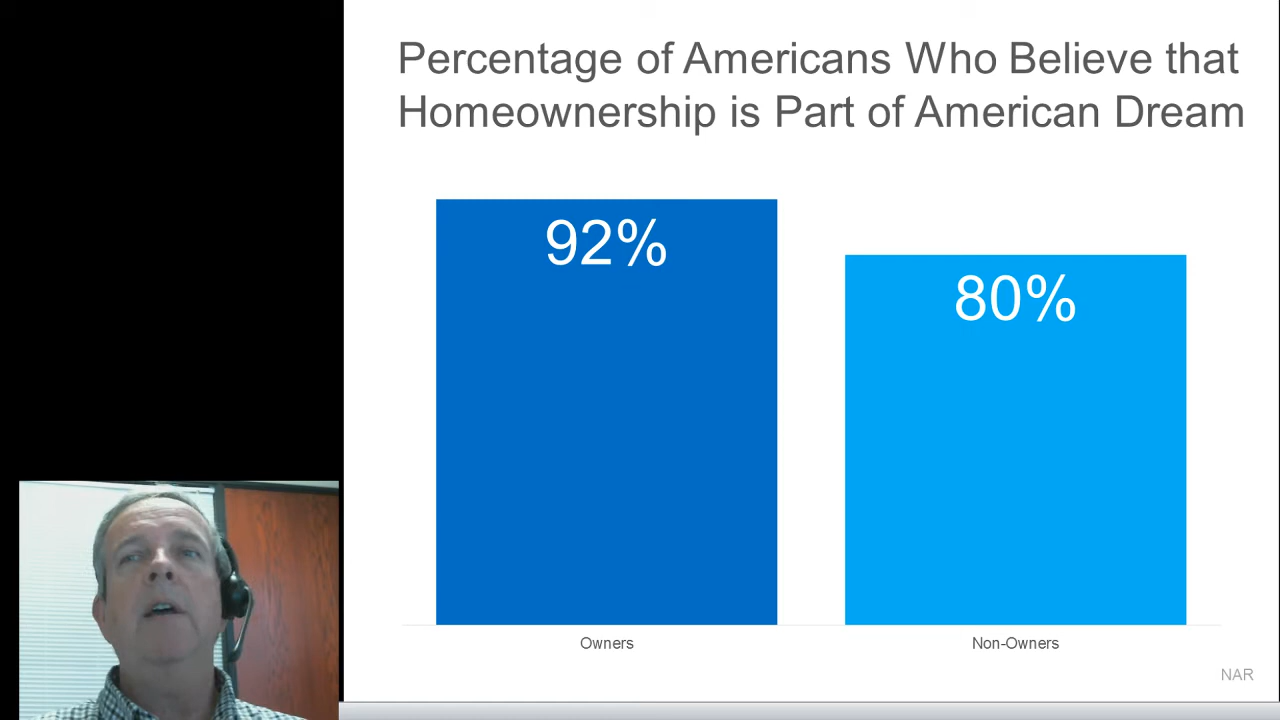 Percentage of Americans Who Believe that
Homeownership is Part of American Dream
92%
80%
Owners
Non-Owners
NAR